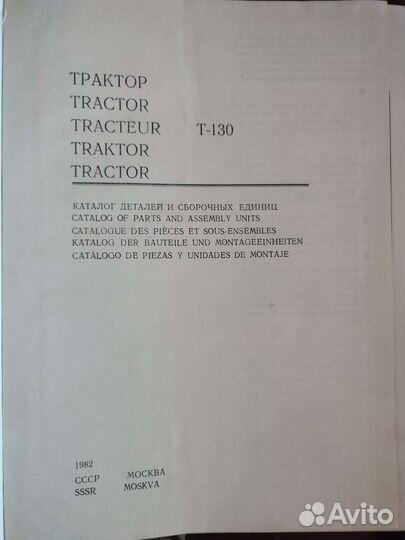 ТРАКТОР
TRACTOR
TRACTEUR T-130
TRAKTOR
TRACTOR
КАТАЛОГ ДЕТАЛЕЙ И СБОРОЧНЫХ ЕДИНИЦ
CATALOG OF PARTS AND ASSEMBLY UNITS
CATALOGUE DES PIÈCES ET SOUS-ENSEMBLES
KATALOG DER BAUTEILE UND MONTAGEEINHEITEN
CATÀLOGO DE PIEZAS Y UNIDADES DE MONTAJE
1982
СССР МОСКВА
SSSR MOSKVA
Avito